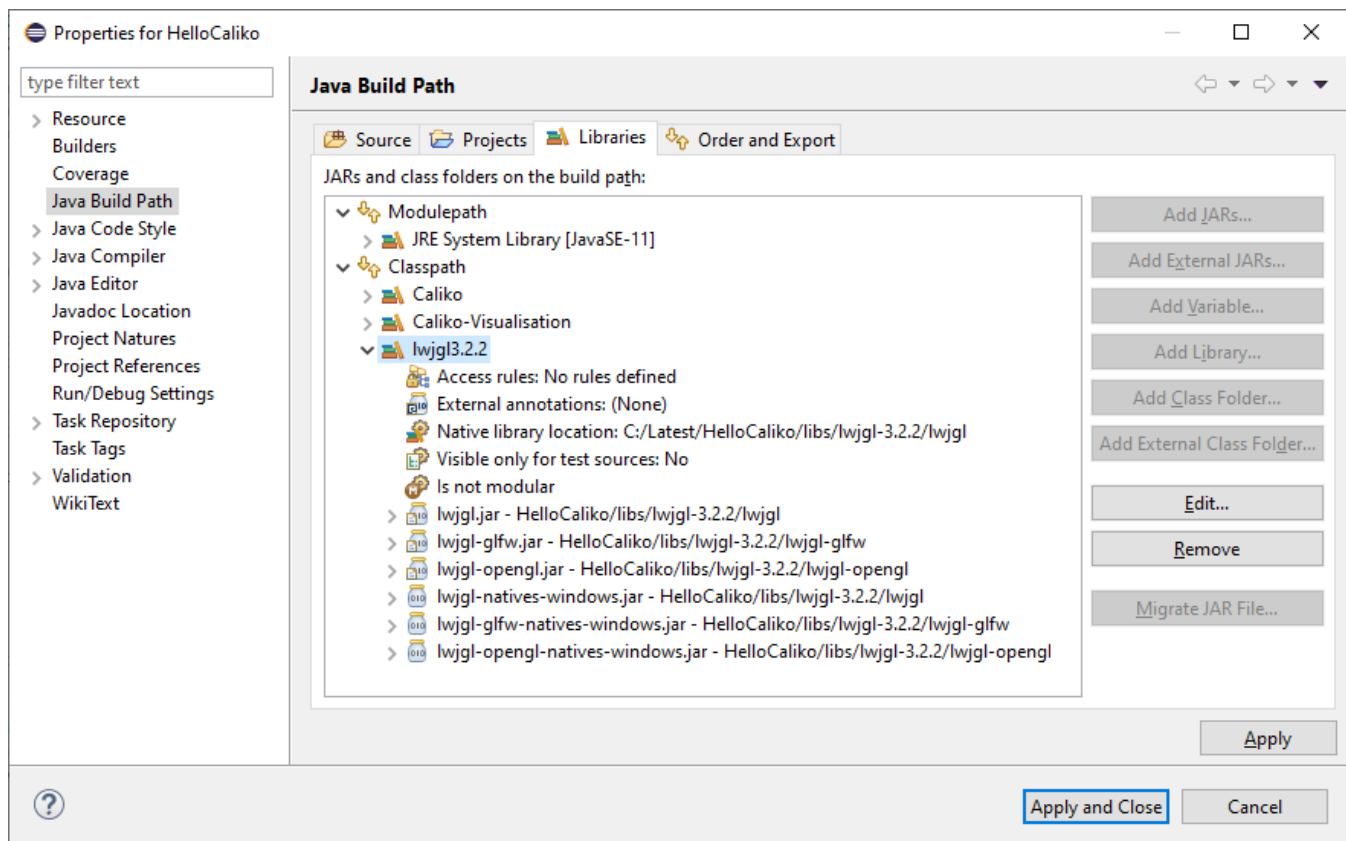 Properties for HelloCaliko
type filter text
Resource
Builders
Coverage
Java Build Path
Java Code Style
Java Compiler
Java Editor
Javadoc Location
Project Natures
Project References
Run/Debug Settings
Task Repository
Task Tags
Validation
WikiText
Java Build Path
Source Projects Libraries Order and Export
JARs and class folders on the build path:
Modulepath
JRE System Library [JavaSE-11]
Classpath
Caliko
Caliko-Visualisation
lwjgl3.2.2
Access rules: No rules defined
External annotations: (None)
Native library location: C:/Latest/HelloCaliko/libs/lwjgl-3.2.2/lwjgl
Visible only for test sources: No
Is not modular
lwjgl.jar - HelloCaliko/libs/lwjgl-3.2.2/lwjgl
lwjgl-glfw.jar - HelloCaliko/libs/lwjgl-3.2.2/lwjgl-glfw
lwjgl-opengl.jar - HelloCaliko/libs/lwjgl-3.2.2/lwjgl-opengl
lwjgl-natives-windows.jar - HelloCaliko/libs/lwjgl-3.2.2/lwjgl
lwjgl-glfw-natives-windows.jar - HelloCaliko/libs/lwjgl-3.2.2/lwjgl-glfw
lwjgl-opengl-natives-windows.jar - HelloCaliko/libs/lwjgl-3.2.2/lwjgl-opengl
Add JARs...
Add External JARs...
Add Variable...
Add Library...
Add Class Folder...
Add External Class Folder...
Edit...
Remove
Migrate JAR File...
Apply
?
Apply and Close Cancel